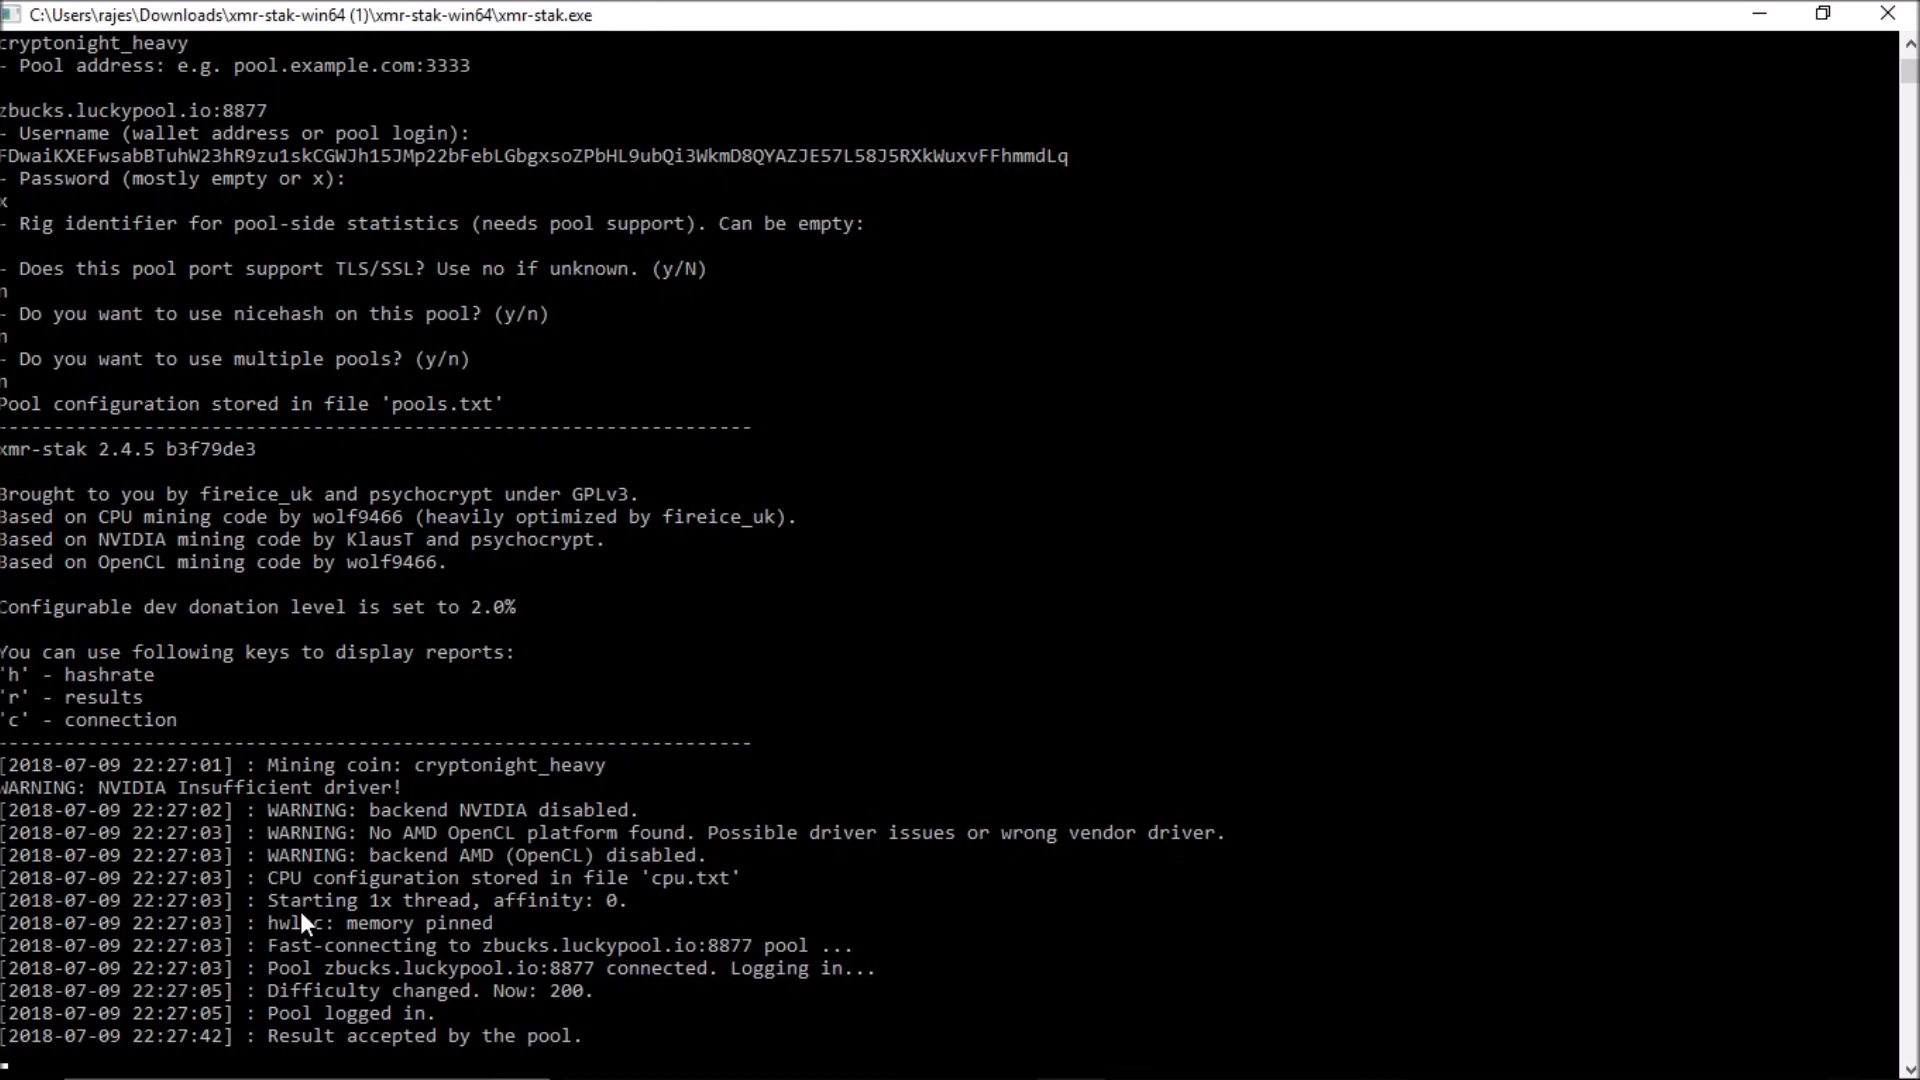 C:\Users\rajes\Downloads\xmr-stak-win64 (1)\xmr-stak-win64\xmr-stak.exe
cryptonight_heavy
- Pool address: e.g. pool.example.com:3333
zbucks.luckypool.io:8877
- Username (wallet address or pool login):
FDwaiKXEFwsabBTuhW23hR9zu1skCGWJh15JMp22bFebLGbgxsoZPbHL9ubQi3WkmD8QYAZJE57L58J5RXkWuxvFFhmmdLq
- Password (mostly empty or x):
x
- Rig identifier for pool-side statistics (needs pool support). Can be empty:
- Does this pool port support TLS/SSL? Use no if unknown. (y/N)
n
- Do you want to use nicehash on this pool? (y/n)
n
- Do you want to use multiple pools? (y/n)
n
Pool configuration stored in file 'pools.txt'
-------------------------------------------------------------------
xmr-stak 2.4.5 b3f79de3
Brought to you by fireice_uk and psychocrypt under GPLv3.
Based on CPU mining code by wolf9466 (heavily optimized by fireice_uk).
Based on NVIDIA mining code by KlausT and psychocrypt.
Based on OpenCL mining code by wolf9466.
Configurable dev donation level is set to 2.0%
You can use following keys to display reports:
'h' - hashrate
'r' - results
'c' - connection
-------------------------------------------------------------------
[2018-07-09 22:27:01] : Mining coin: cryptonight_heavy
WARNING: NVIDIA Insufficient driver!
[2018-07-09 22:27:02] : WARNING: backend NVIDIA disabled.
[2018-07-09 22:27:03] : WARNING: No AMD OpenCL platform found. Possible driver issues or wrong vendor driver.
[2018-07-09 22:27:03] : WARNING: backend AMD (OpenCL) disabled.
[2018-07-09 22:27:03] : CPU configuration stored in file 'cpu.txt'
[2018-07-09 22:27:03] : Starting 1x thread, affinity: 0.
[2018-07-09 22:27:03] : hwloc: memory pinned
[2018-07-09 22:27:03] : Fast-connecting to zbucks.luckypool.io:8877 pool ...
[2018-07-09 22:27:03] : Pool zbucks.luckypool.io:8877 connected. Logging in...
[2018-07-09 22:27:05] : Difficulty changed. Now: 200.
[2018-07-09 22:27:05] : Pool logged in.
[2018-07-09 22:27:42] : Result accepted by the pool.